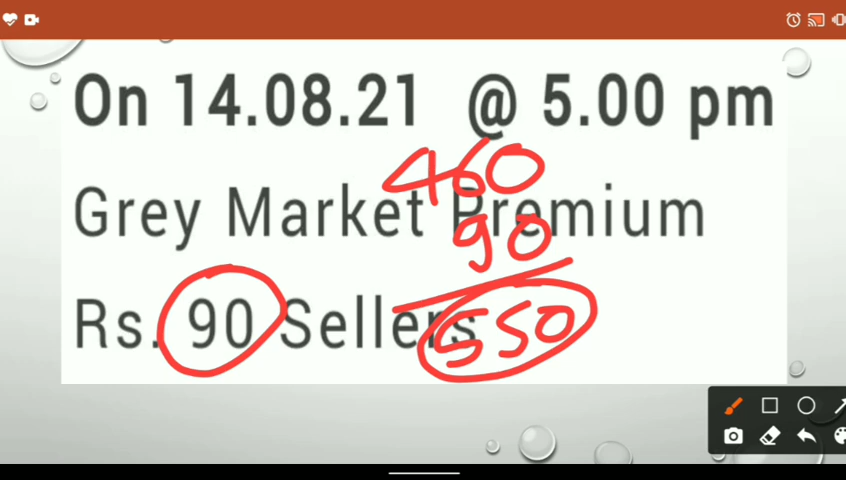 On 14.08.21 @ 5.00 pm
460
Grey Market Premium
90
Rs. 90 Sellers
550